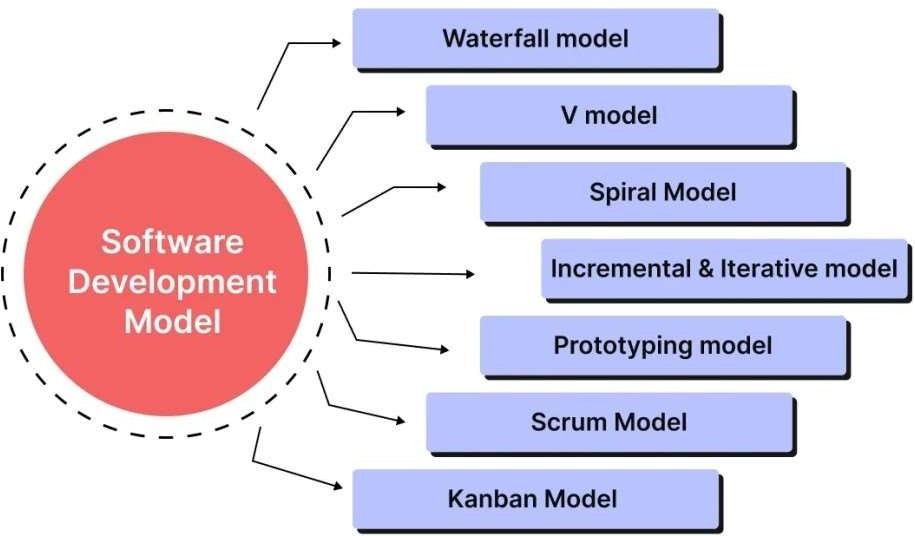 Software
Development
Model
Waterfall model
V model
Spiral Model
Incremental & Iterative model
Prototyping model
Scrum Model
Kanban Model